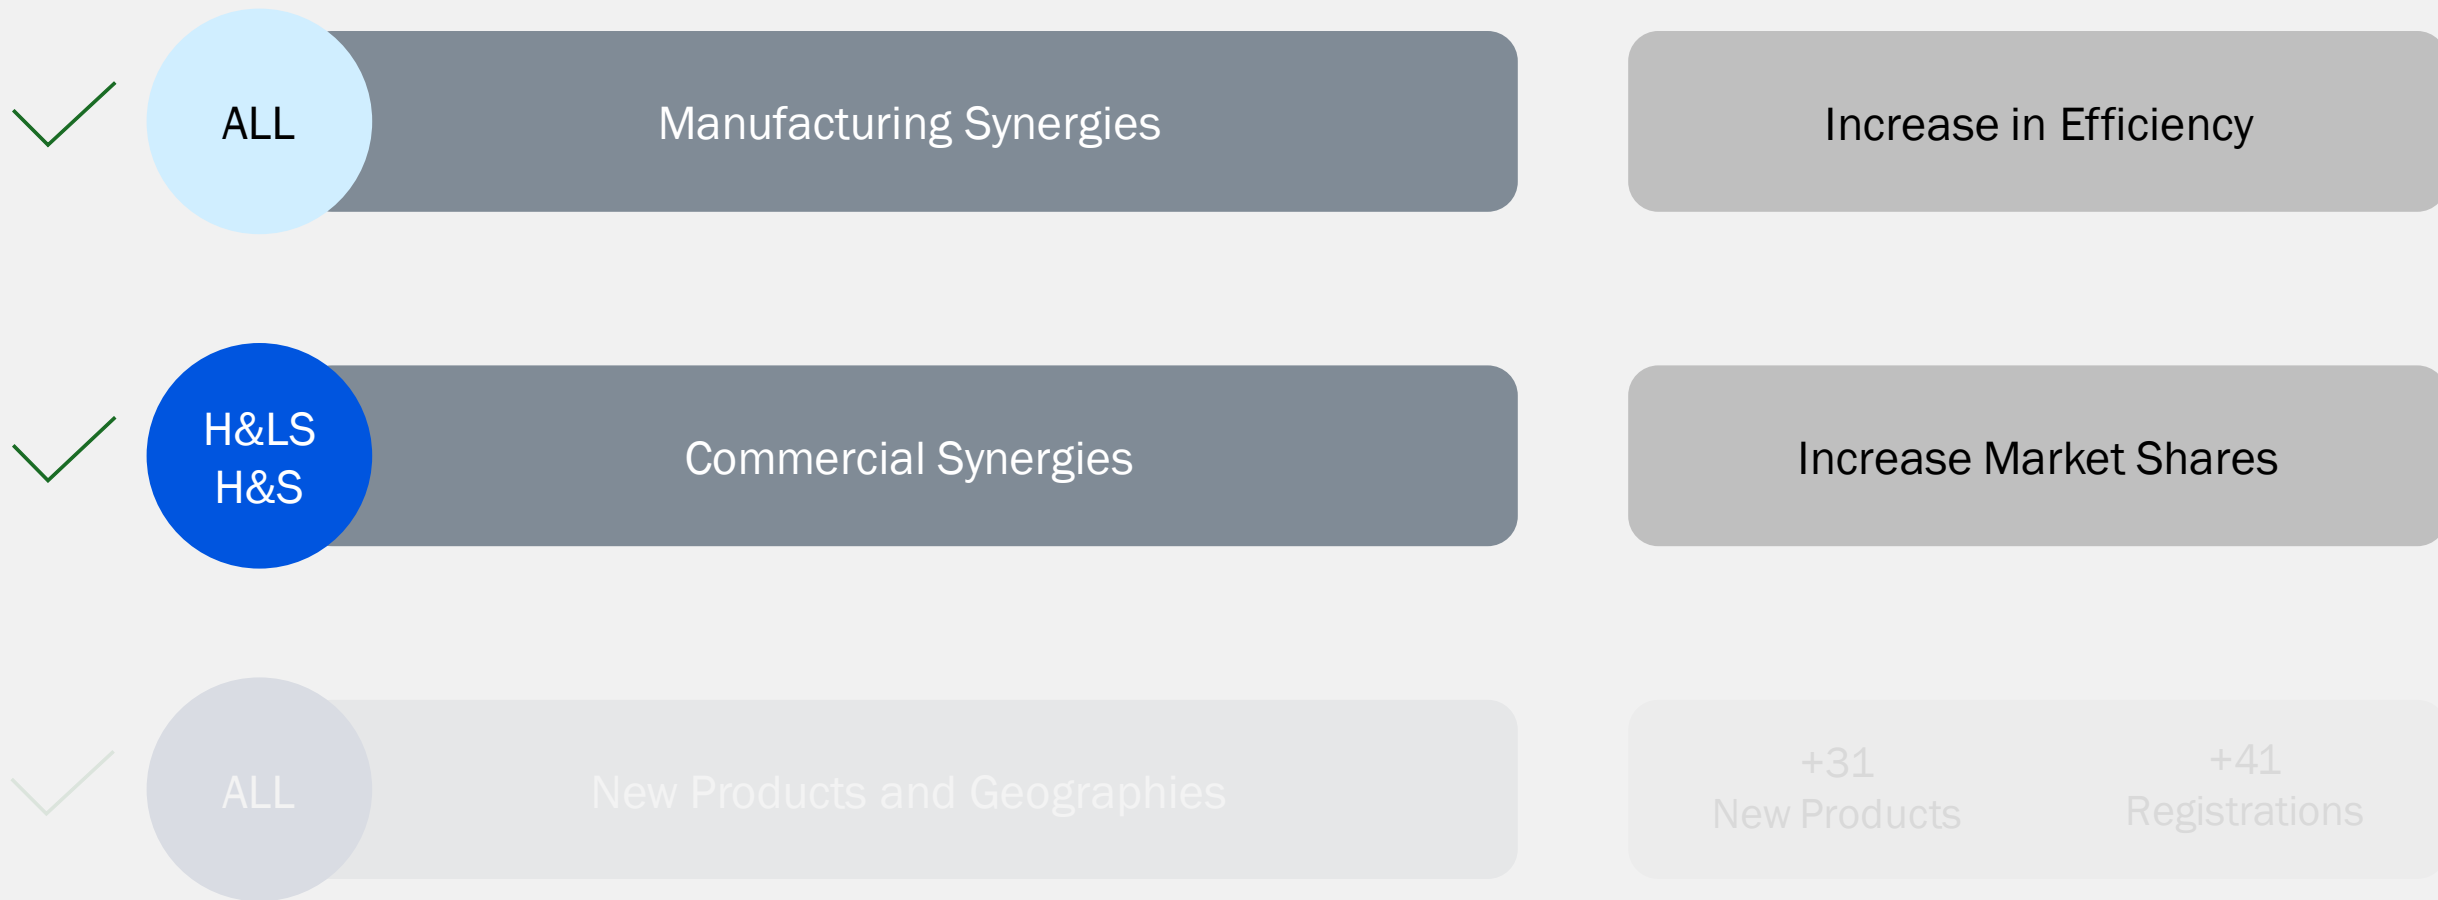 ALL
Manufacturing Synergies
Increase in Efficiency
H&LS
H&S
Commercial Synergies
Increase Market Shares
ALL
New Products and Geographies
+31
New Products
+41
Registrations